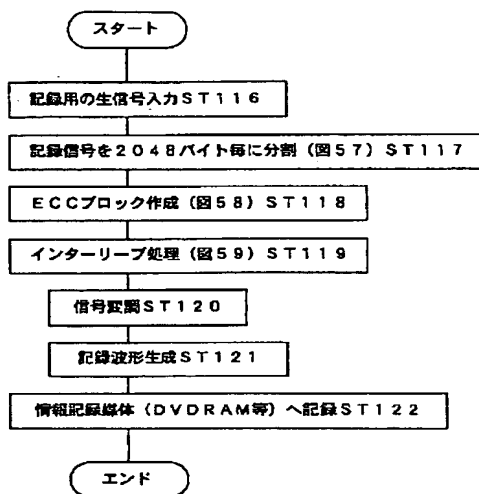 スタート
記録用の生信号入力ST116
記録信号を2048バイト毎に分割(図57)ST117
ECCブロック作成(図58)ST118
インターリーブ処理(図59)ST119
信号変調ST120
記録波形生成ST121
情報記録媒体(DVDRAM等)へ記録ST122
エンド